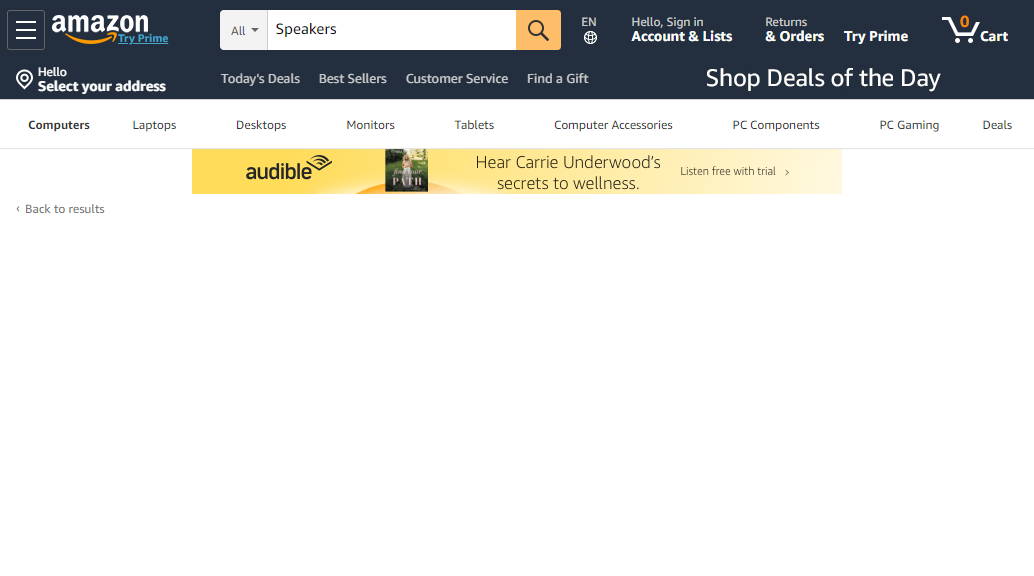 amazon
Try Prime
All
Speakers
EN
Hello, Sign in
Account & Lists
Returns
& Orders
Try Prime
0
Cart
Hello
Select your address
Today's Deals
Best Sellers
Customer Service
Find a Gift
Shop Deals of the Day
Computers
Laptops
Desktops
Monitors
Tablets
Computer Accessories
PC Components
PC Gaming
Deals
audible
PATH
Hear Carrie Underwood's
secrets to wellness.
Listen free with trial ›
‹ Back to results